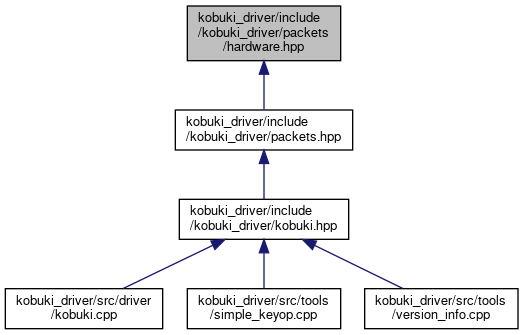 kobuki_driver/include
/kobuki_driver/packets
/hardware.hpp
kobuki_driver/include
/kobuki_driver/packets.hpp
kobuki_driver/include
/kobuki_driver/kobuki.hpp
kobuki_driver/src/driver
/kobuki.cpp
kobuki_driver/src/tools
/simple_keyop.cpp
kobuki_driver/src/tools
/version_info.cpp